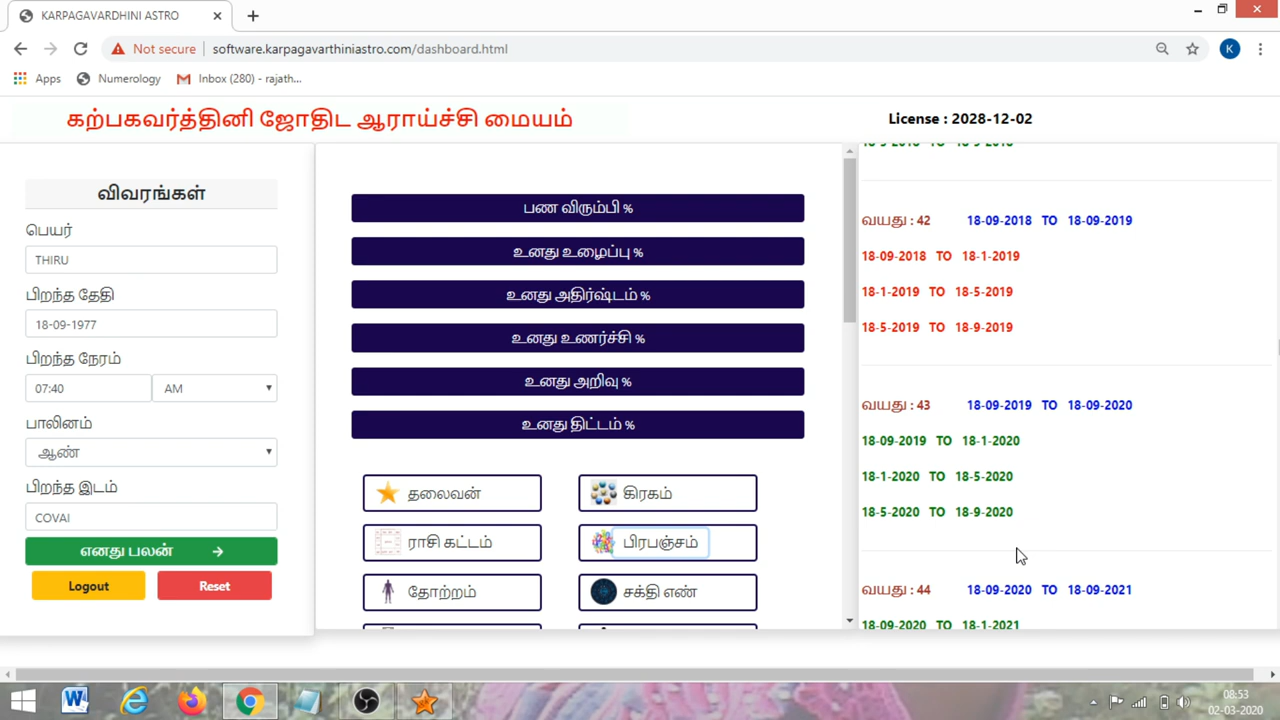 KARPAGAVARDHINI ASTRO
Not secure
software.karpagavarthiniastro.com/dashboard.html
K
Apps
Numerology
Inbox (280) - rajath...
கற்பகவர்த்தினி ஜோதிட ஆராய்ச்சி மையம்
License : 2028-12-02
விவரங்கள்
பெயர்
THIRU
பிறந்த தேதி
18-09-1977
பிறந்த நேரம்
07:40
AM
பாலினம்
ஆண்
பிறந்த இடம்
COVAI
எனது பலன்
Logout
Reset
பண விரும்பி %
உனது உழைப்பு %
உனது அதிர்ஷ்டம் %
உனது உணர்ச்சி %
உனது அறிவு %
உனது திட்டம் %
தலைவன்
கிரகம்
ராசி கட்டம்
பிரபஞ்சம்
தோற்றம்
சக்தி எண்
வயது : 42 18-09-2018 TO 18-09-2019
18-09-2018 TO 18-1-2019
18-1-2019 TO 18-5-2019
18-5-2019 TO 18-9-2019
வயது : 43 18-09-2019 TO 18-09-2020
18-09-2019 TO 18-1-2020
18-1-2020 TO 18-5-2020
18-5-2020 TO 18-9-2020
வயது : 44 18-09-2020 TO 18-09-2021
18-09-2020 TO 18-1-2021
08:53
02-03-2020